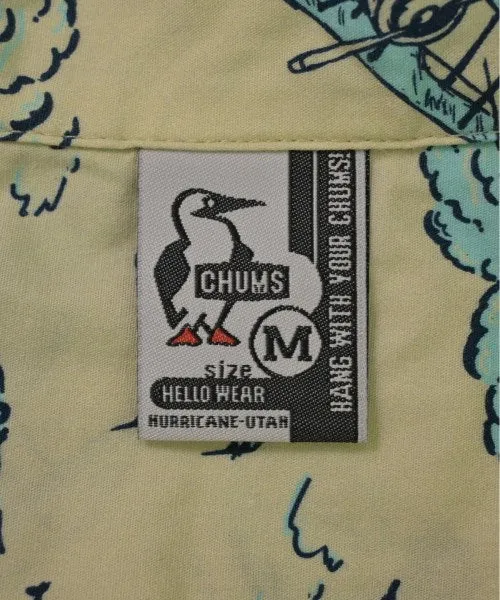 CHUMS
M
size
HELLO WEAR
HURRICANE-UTAH
HANG WITH YOUR CHUMS!